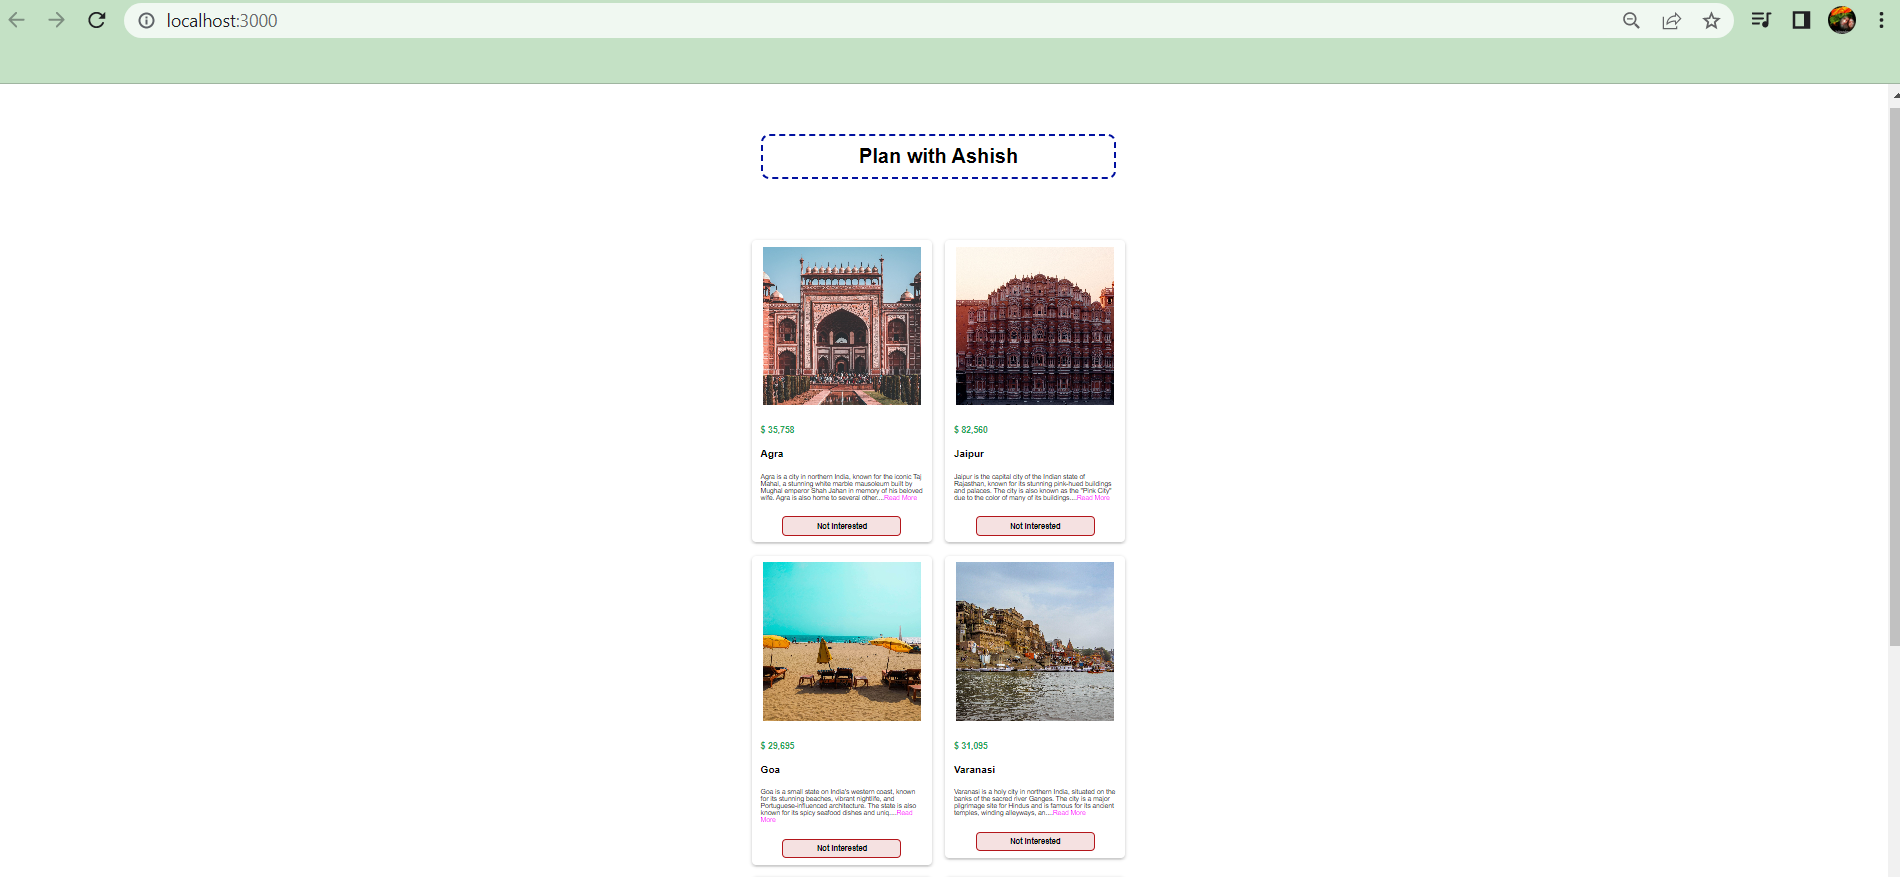 localhost:3000
Plan with Ashish
$ 35,758
Agra
Agra is a city in northern India, known for the iconic Taj
Mahal, a stunning white marble mausoleum built by
Mughal emperor Shah Jahan in memory of his beloved
wife. Agra is also home to several other....Read More
Not Interested
$ 82,560
Jaipur
Jaipur is the capital city of the Indian state of
Rajasthan, known for its stunning pink-hued buildings
and palaces. The city is also known as the "Pink City"
due to the color of many of its buildings....Read More
Not Interested
$ 29,695
Goa
Goa is a small state on India's western coast, known
for its stunning beaches, vibrant nightlife, and
Portuguese-influenced architecture. The state is also
known for its spicy seafood dishes and uniq....Read
More
Not Interested
$ 31,095
Varanasi
Varanasi is a holy city in northern India, situated on the
banks of the sacred river Ganges. The city is a major
pilgrimage site for Hindus and is famous for its ancient
temples, winding alleyways, an....Read More
Not Interested